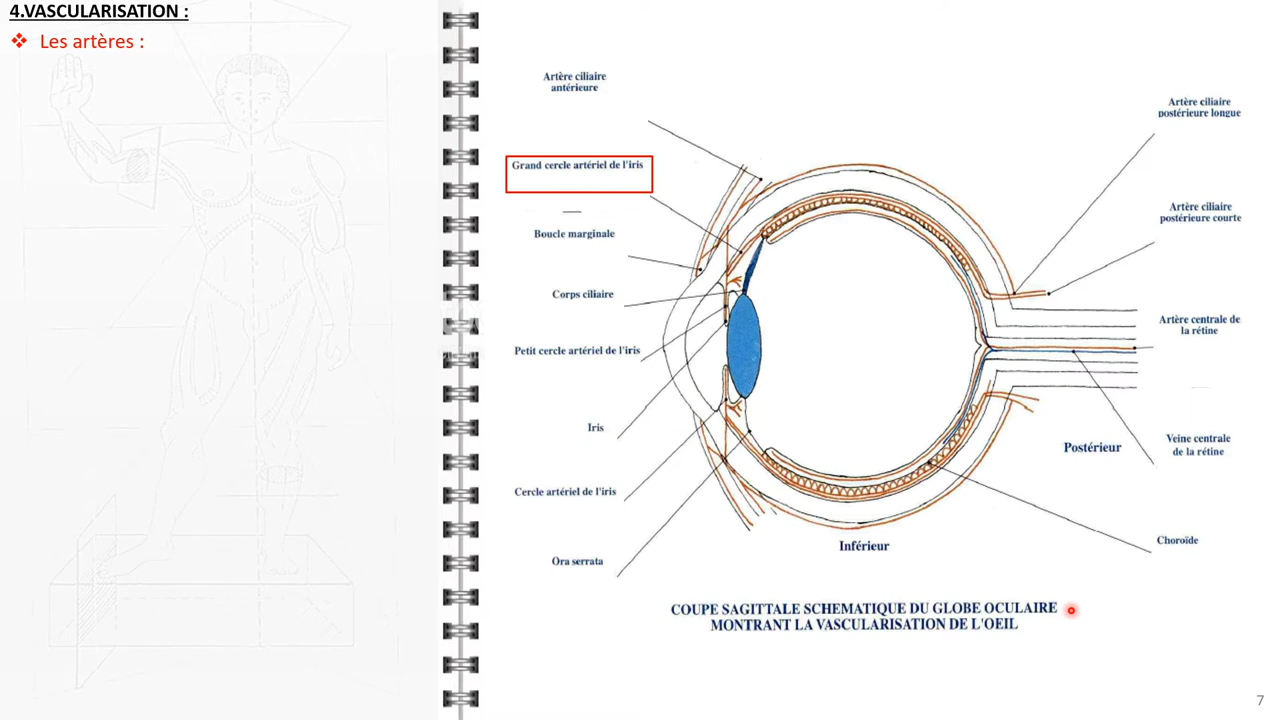 4.VASCULARISATION :
❖ Les artères :
Artère ciliaire
antérieure
Grand cercle artériel de l'iris
Boucle marginale
Corps ciliaire
Petit cercle artériel de l'iris
Iris
Cercle artériel de l'iris
Ora serrata
Artère ciliaire
postérieure longue
Artère ciliaire
postérieure courte
Artère centrale de
la rétine
Veine centrale
de la rétine
Postérieur
Choroïde
Inférieur
COUPE SAGITTALE SCHEMATIQUE DU GLOBE OCULAIRE
MONTRANT LA VASCULARISATION DE L'OEIL
7